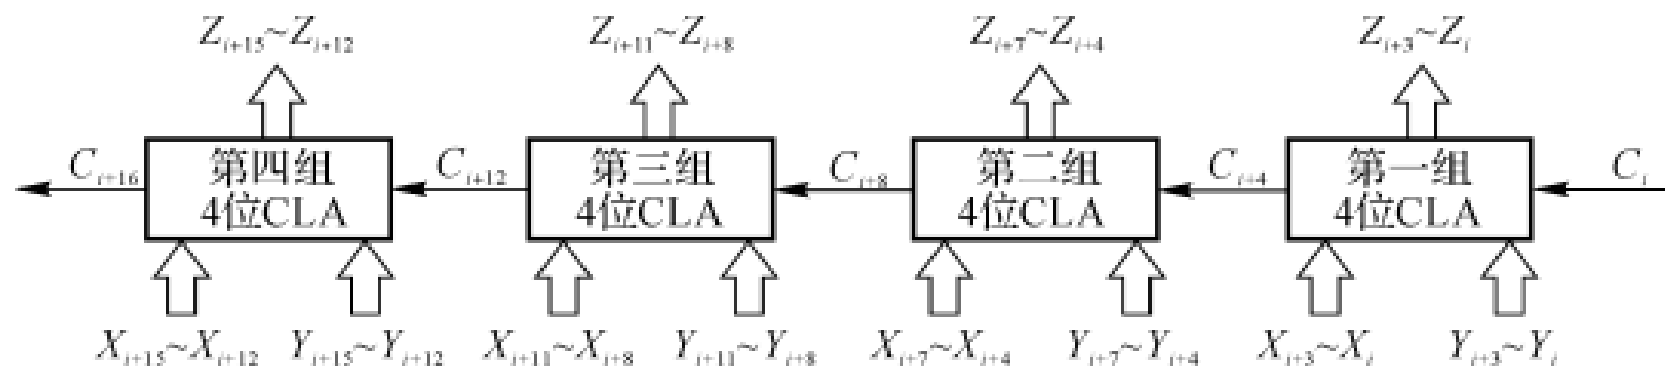 Z_{i+15}~Z_{i+12} Z_{i+11}~Z_{i+8} Z_{i+7}~Z_{i+4} Z_{i+3}~Z_i
C_{i+16} 第四组 C_{i+12} 第三组 C_{i+8} 第二组 C_{i+4} 第一组 C_i
4位CLA 4位CLA 4位CLA 4位CLA
X_{i+15}~X_{i+12} Y_{i+15}~Y_{i+12} X_{i+11}~X_{i+8} Y_{i+11}~Y_{i+8} X_{i+7}~X_{i+4} Y_{i+7}~Y_{i+4} X_{i+3}~X_i Y_{i+3}~Y_i